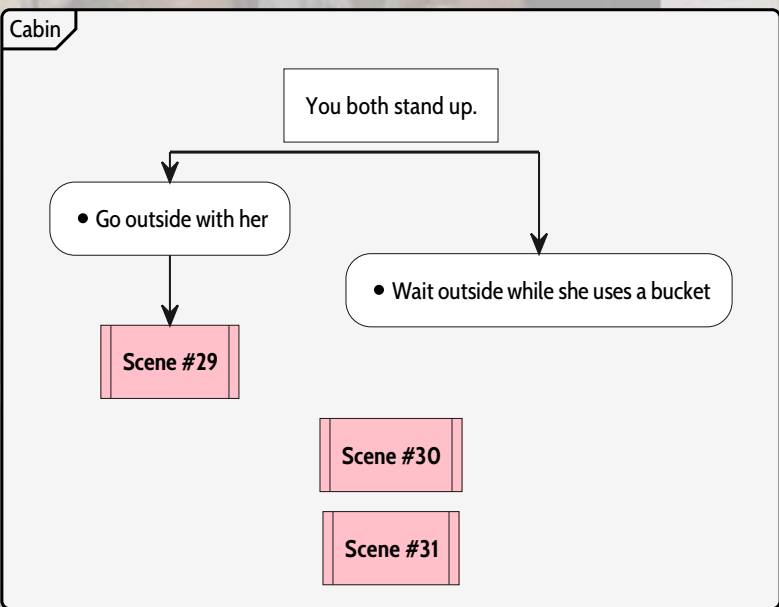 Cabin
You both stand up.
• Go outside with her
• Wait outside while she uses a bucket
Scene #29
Scene #30
Scene #31